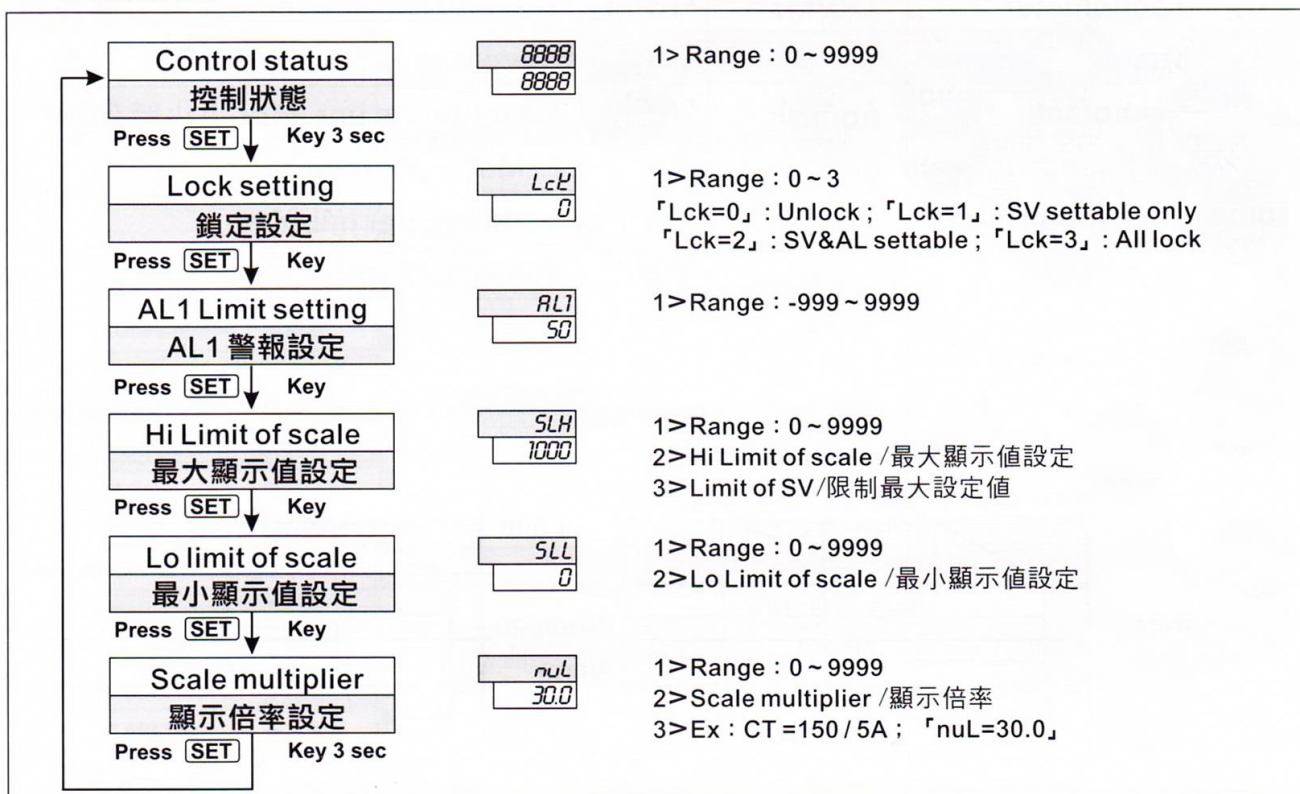 Control status
控制狀態
8888
8888
1>Range：0~9999
Press SET Key 3 sec
Lock setting
鎖定設定
Lck
0
1>Range：0~3
「Lck=0」: Unlock ; 「Lck=1」: SV settable only
「Lck=2」: SV&AL settable ; 「Lck=3」: All lock
Press SET Key
AL1 Limit setting
AL1 警報設定
AL1
50
1>Range：-999~9999
Press SET Key
Hi Limit of scale
最大顯示值設定
SLH
1000
1>Range：0~9999
2>Hi Limit of scale /最大顯示值設定
3>Limit of SV/限制最大設定值
Press SET Key
Lo limit of scale
最小顯示值設定
SLL
0
1>Range：0~9999
2>Lo Limit of scale /最小顯示值設定
Press SET Key
Scale multiplier
顯示倍率設定
nuL
30.0
1>Range：0~9999
2>Scale multiplier /顯示倍率
3>Ex：CT=150/5A ; 「nuL=30.0」
Press SET Key 3 sec